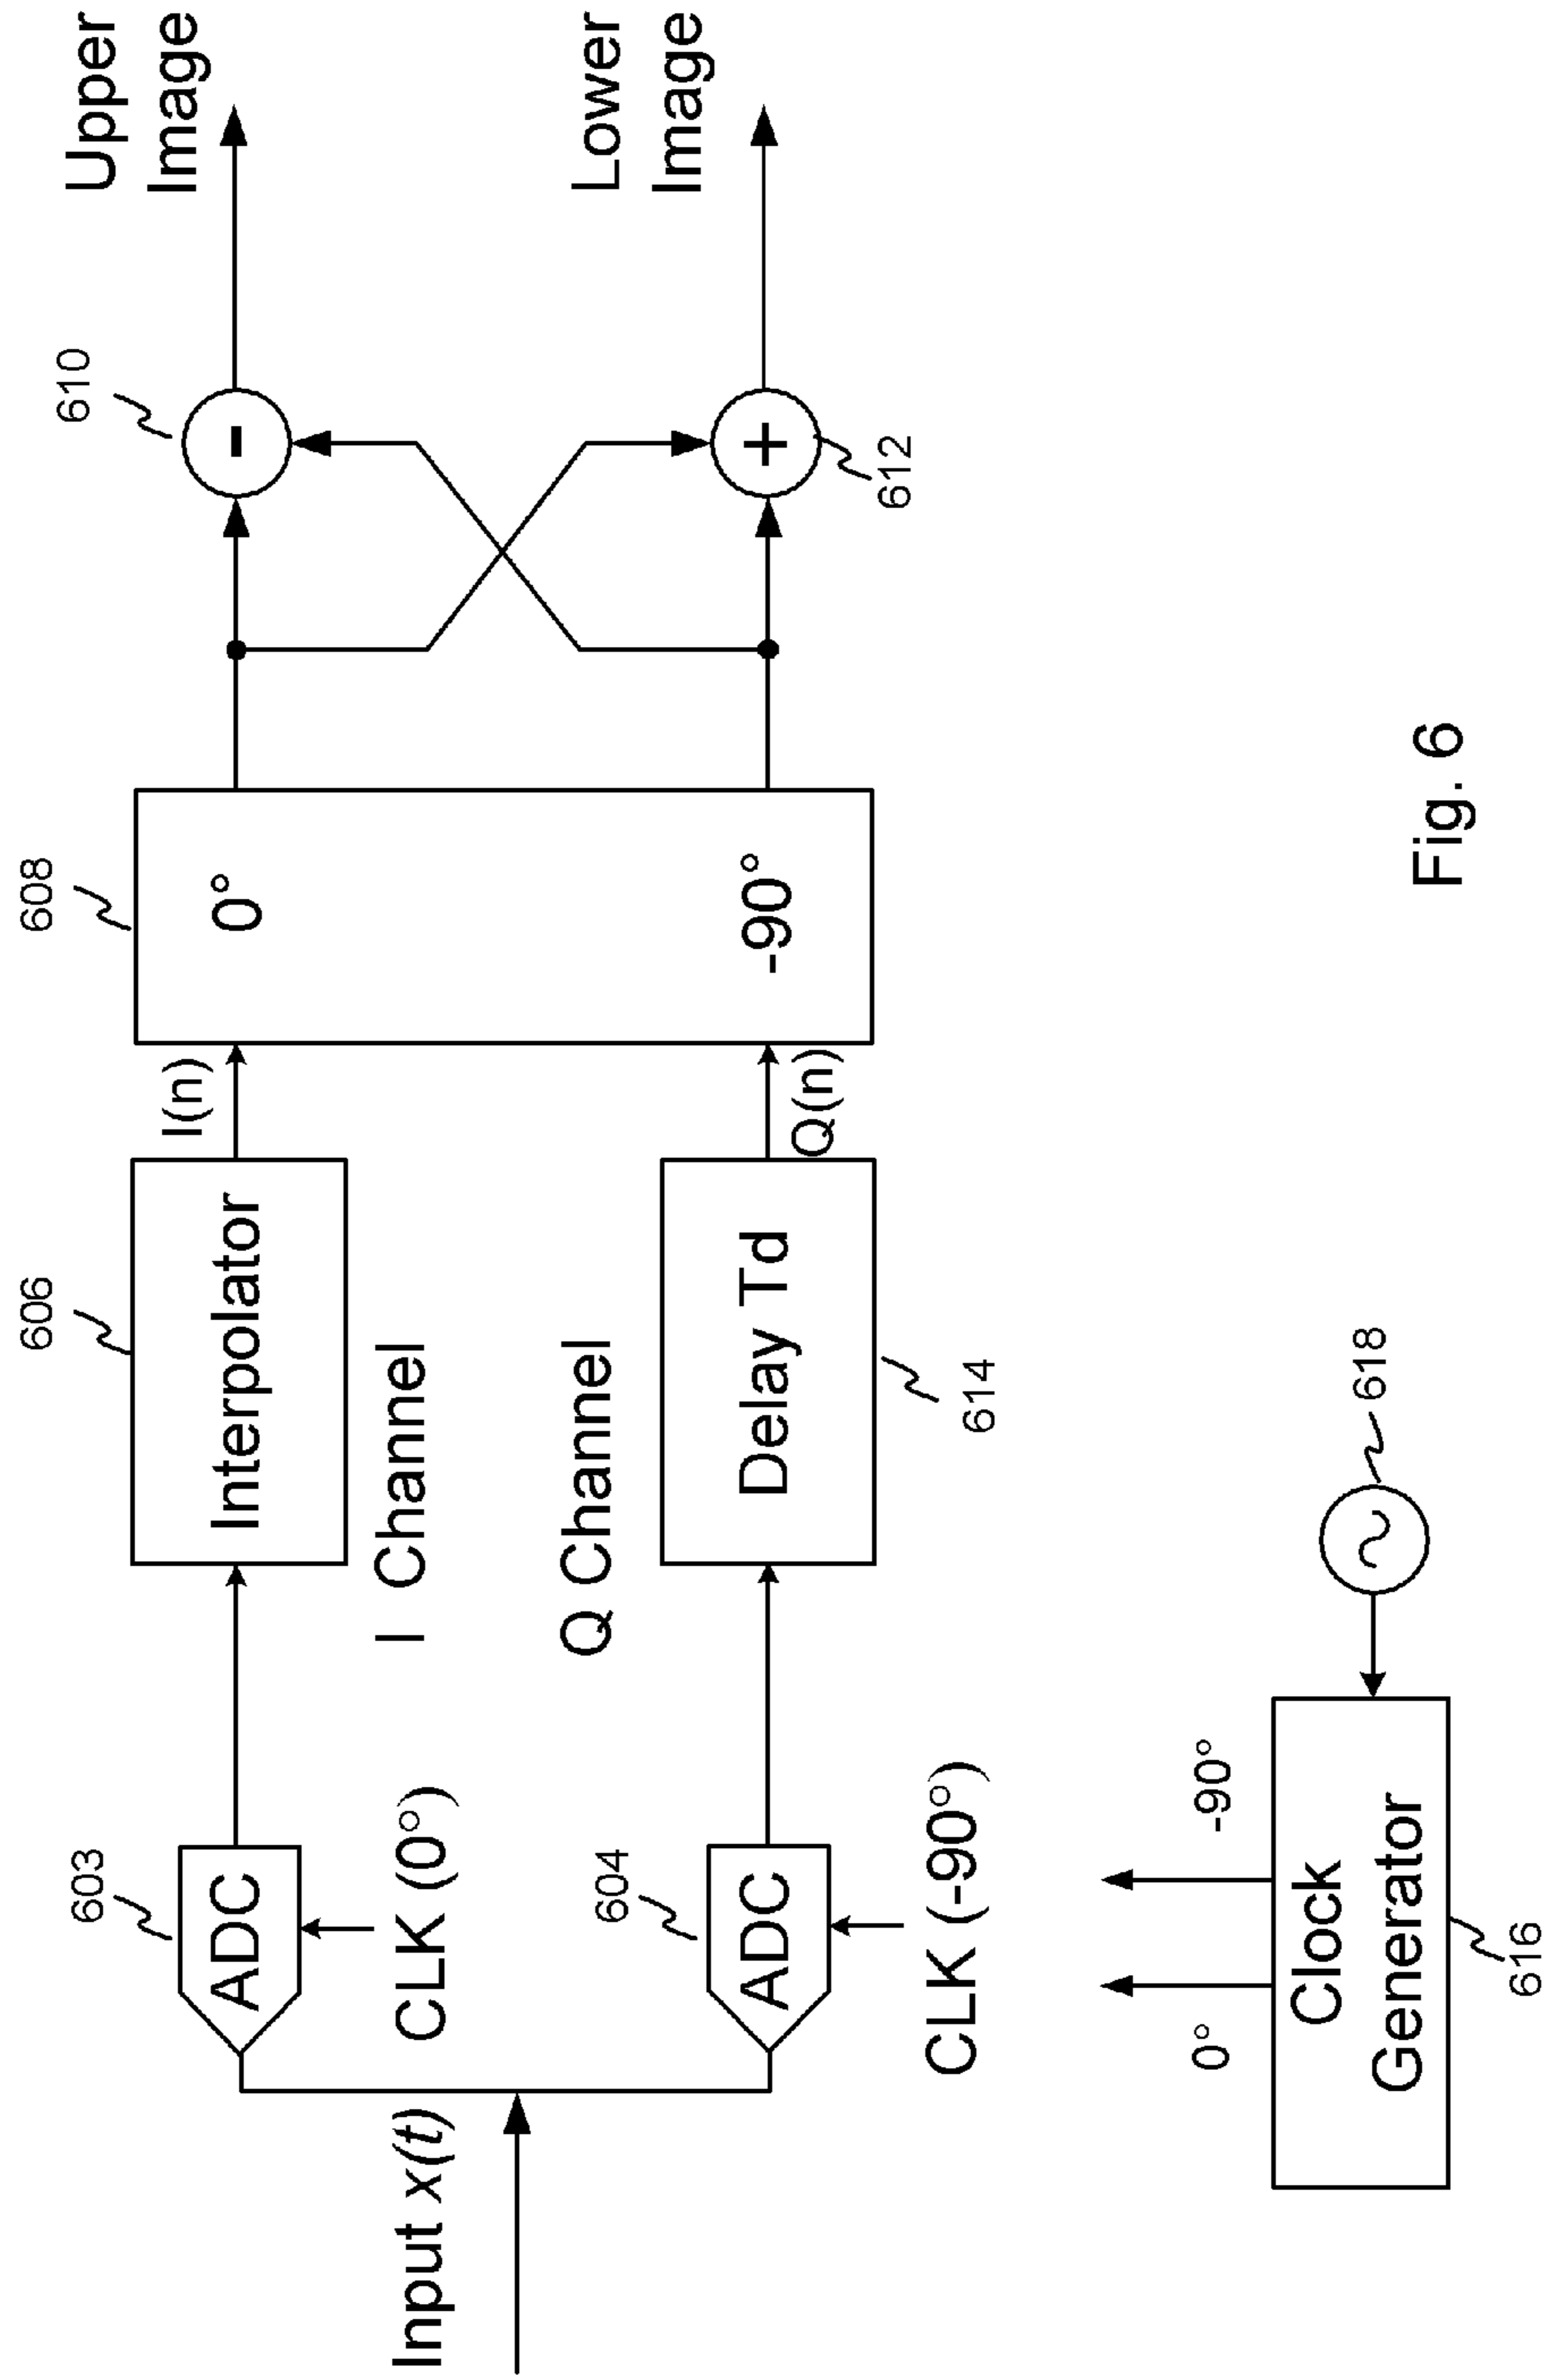 Input x(t)
603
ADC
CLK (0°)
604
ADC
CLK (-90°)
606
Interpolator
I Channel
Q Channel
Delay Td
614
I(n)
Q(n)
608
0°
-90°
610
-
+
612
Upper
Image
Lower
Image
0°
-90°
Clock
Generator
616
618
Fig. 6